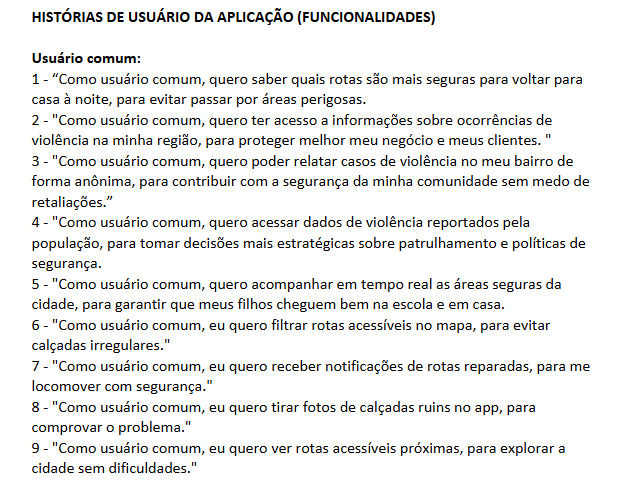 HISTÓRIAS DE USUÁRIO DA APLICAÇÃO (FUNCIONALIDADES)
Usuário comum:
1 - “Como usuário comum, quero saber quais rotas são mais seguras para voltar para
casa à noite, para evitar passar por áreas perigosas.
2 - "Como usuário comum, quero ter acesso a informações sobre ocorrências de
violência na minha região, para proteger melhor meu negócio e meus clientes. "
3 - "Como usuário comum, quero poder relatar casos de violência no meu bairro de
forma anônima, para contribuir com a segurança da minha comunidade sem medo de
retaliações.”
4 - "Como usuário comum, quero acessar dados de violência reportados pela
população, para tomar decisões mais estratégicas sobre patrulhamento e políticas de
segurança.
5 - "Como usuário comum, quero acompanhar em tempo real as áreas seguras da
cidade, para garantir que meus filhos cheguem bem na escola e em casa.
6 - "Como usuário comum, eu quero filtrar rotas acessíveis no mapa, para evitar
calçadas irregulares."
7 - "Como usuário comum, eu quero receber notificações de rotas reparadas, para me
locomover com segurança."
8 - "Como usuário comum, eu quero tirar fotos de calçadas ruins no app, para
comprovar o problema."
9 - "Como usuário comum, eu quero ver rotas acessíveis próximas, para explorar a
cidade sem dificuldades."